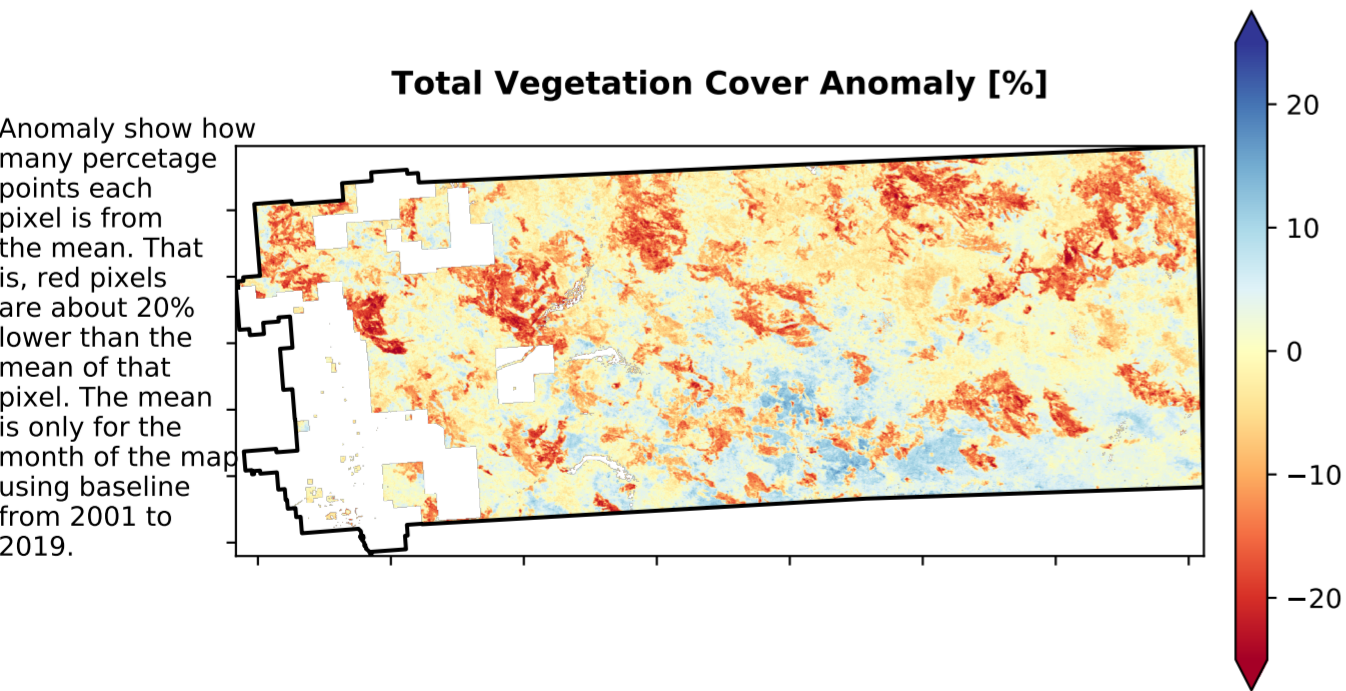 Total Vegetation Cover Anomaly [%]
Anomaly show how
many percetage
points each
pixel is from
the mean. That
is, red pixels
are about 20%
lower than the
mean of that
pixel. The mean
is only for the
month of the map
using baseline
from 2001 to
2019.
20
10
0
−10
−20